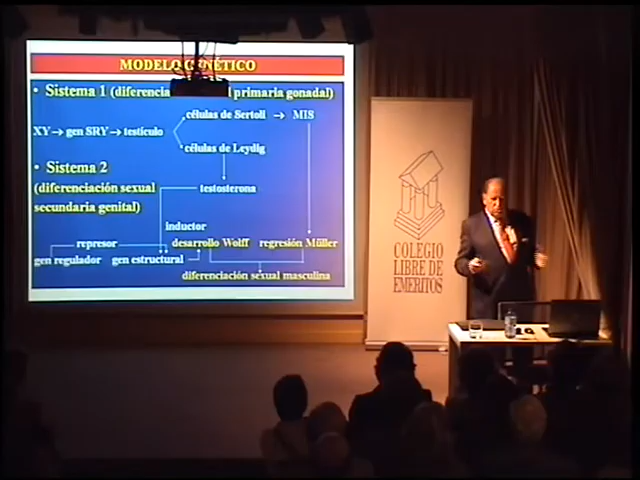 MODELO GENÉTICO
• Sistema 1 (diferencia l primaria gonadal)
células de Sertoli → MIS
XY → gen SRY → testículo
células de Leydig
• Sistema 2
(diferenciación sexual
secundaria genital)
testosterona
inductor
represor
desarrollo Wolff
regresión Müller
gen regulador
gen estructural
diferenciación sexual masculina
COLEGIO
LIBRE DE
EMÉRITOS